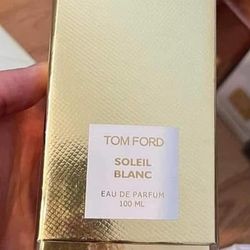 TOM FORD
SOLEIL
BLANC
EAU DE PARFUM
100 ML